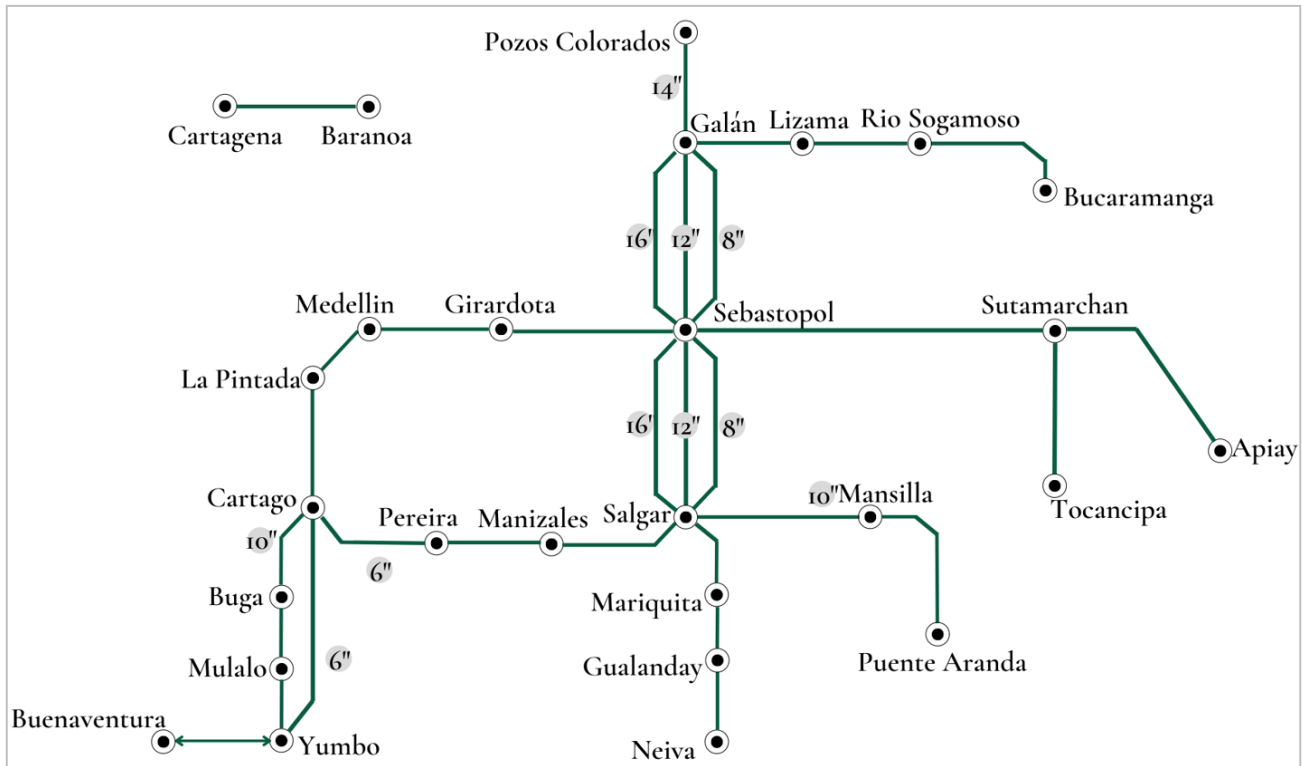 Pozos Colorados
14"
Cartagena
Baranoa
Galán
Lizama
Rio Sogamoso
Bucaramanga
16"
12"
8"
Medellin
Girardota
Sebastopol
Sutamarchan
La Pintada
16"
12"
8"
Apiay
Cartago
Pereira
Manizales
Salgar
10"
Mansilla
Tocancipa
10"
6"
Buga
Mariquita
Mulalo
6"
Gualanday
Puente Aranda
Buenaventura
Yumbo
Neiva